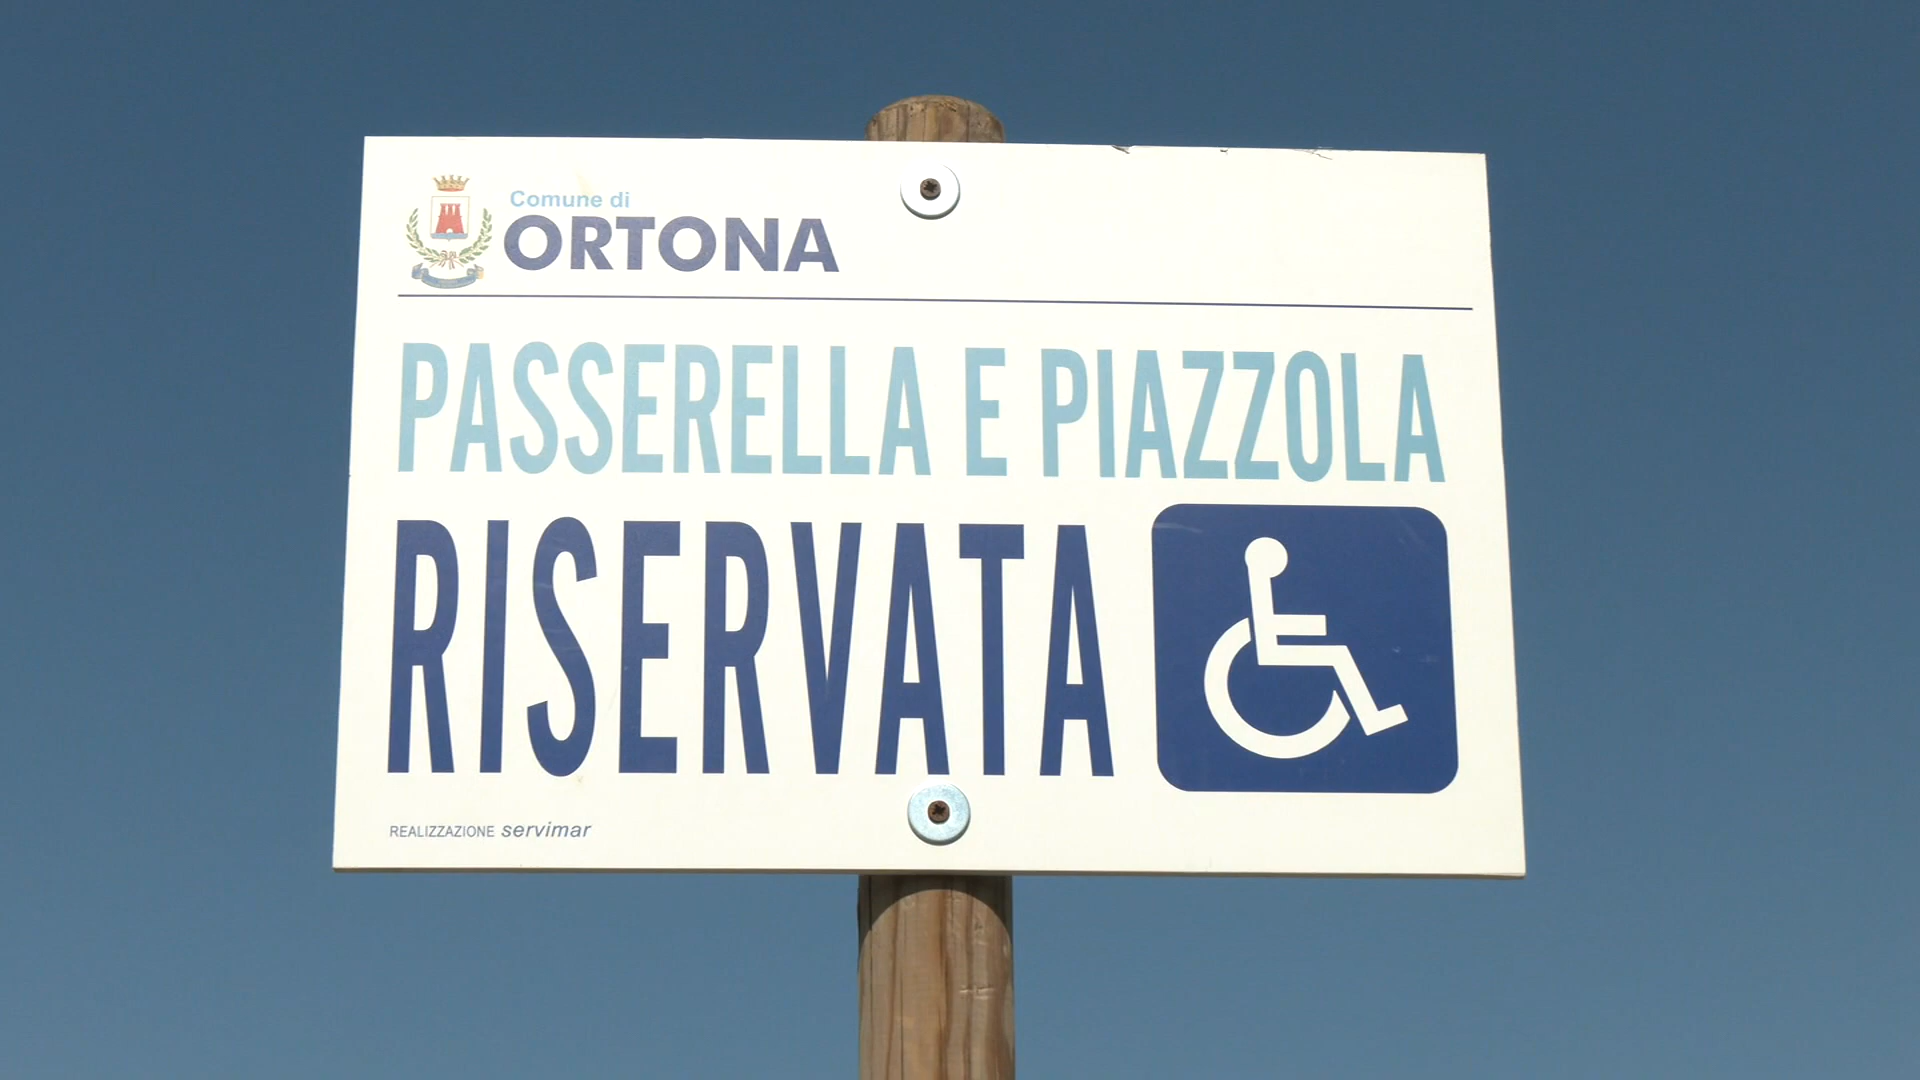 Comune di
ORTONA
PASSERELLA E PIAZZOLA
RISERVATA
REALIZZAZIONE servimar